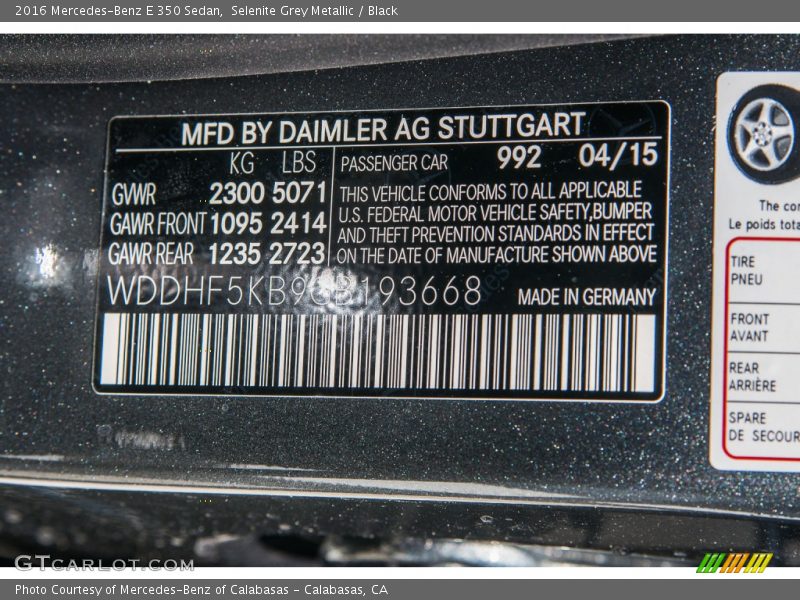 2016 Mercedes-Benz E 350 Sedan, Selenite Grey Metallic / Black
MFD BY DAIMLER AG STUTTGART
KG LBS
GVWR 2300 5071
GAWR FRONT 1095 2414
GAWR REAR 1235 2723
PASSENGER CAR 992 04/15
THIS VEHICLE CONFORMS TO ALL APPLICABLE
U.S. FEDERAL MOTOR VEHICLE SAFETY,BUMPER
AND THEFT PREVENTION STANDARDS IN EFFECT
ON THE DATE OF MANUFACTURE SHOWN ABOVE
MADE IN GERMANY
The
Le poids
TIRE
PNEU
FRONT
AVANT
REAR
ARRIÈRE
SPARE
DE
GTCARLOT.COM
Photo Courtesy of Mercedes-Benz of Calabasas - Calabasas, CA